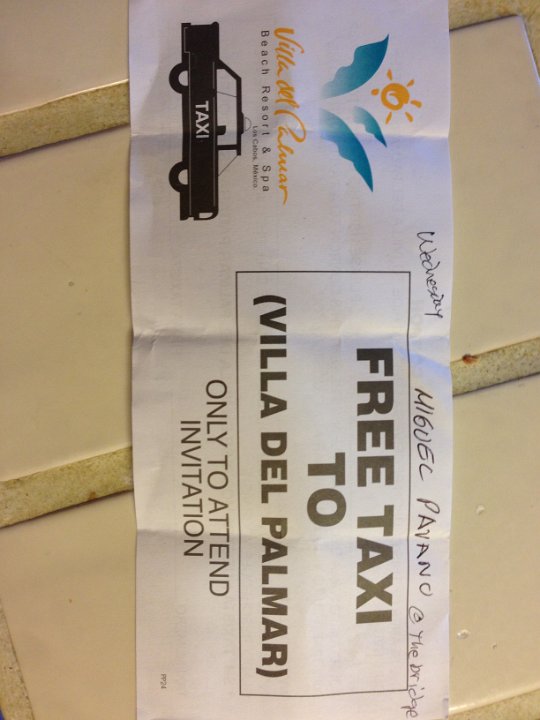 Wednesday MIGUEL PAVANO @ the bridge
Villa del Palmar
Beach Resort & Spa
Los Cabos, México.
TAXI
FREE TAXI
TO
(VILLA DEL PALMAR)
ONLY TO ATTEND
INVITATION
PP24